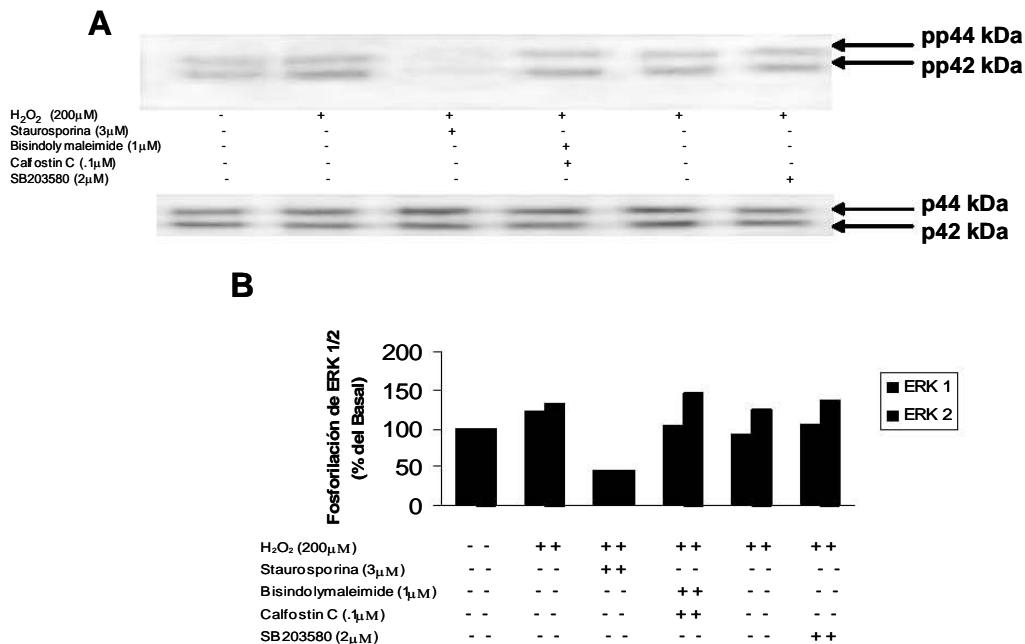 A
pp44 kDa
pp42 kDa
H₂O₂ (200µM) - + + + + +
Staurosporina (3µM) - - + - - -
Bisindolymaleimide (1µM) - - - + - -
Calfostin C (.1µM) - - - + - -
SB203580 (2µM) - - - - - +
p44 kDa
p42 kDa
B
Fosforilación de ERK 1/2
(% del Basal)
200
150
100
50
0
ERK 1
ERK 2
H₂O₂ (200µM) - - + + + + + + + + + +
Staurosporina (3µM) - - - - + + - - - - - -
Bisindolymaleimide (1µM) - - - - - - + + - - - -
Calfostin C (.1µM) - - - - - - + + - - - -
SB203580 (2µM) - - - - - - - - - - + +